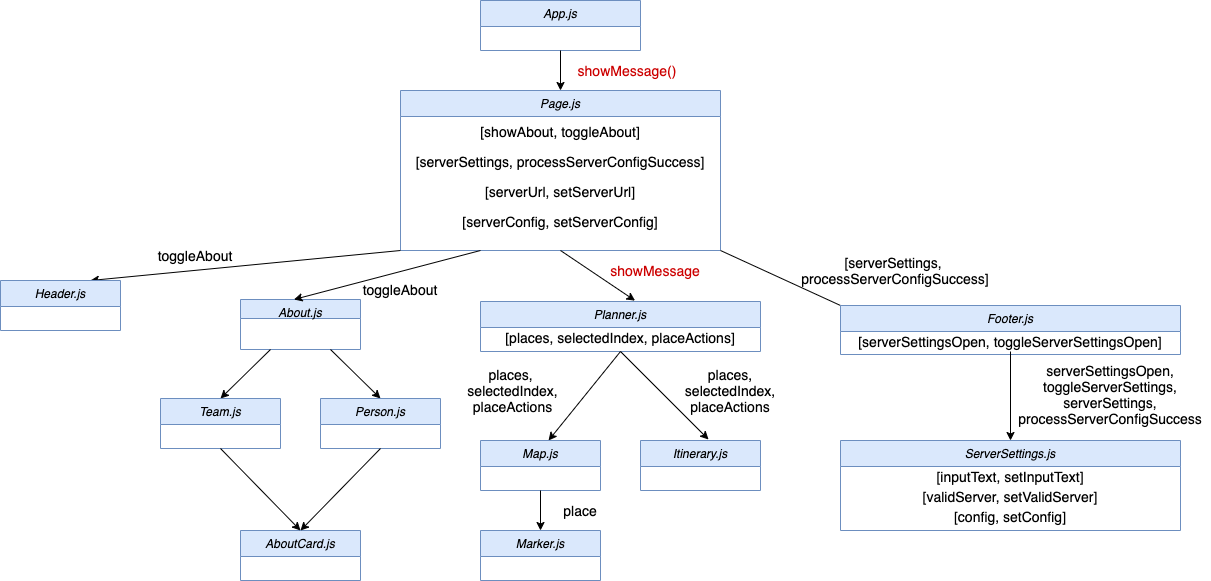 App.js
showMessage()
Page.js
[showAbout, toggleAbout]
[serverSettings, processServerConfigSuccess]
[serverUrl, setServerUrl]
[serverConfig, setServerConfig]
toggleAbout
toggleAbout
showMessage
[serverSettings,
processServerConfigSuccess]
Header.js
About.js
Planner.js
[places, selectedIndex, placeActions]
Footer.js
[serverSettingsOpen, toggleServerSettingsOpen]
places,
selectedIndex,
placeActions
places,
selectedIndex,
placeActions
serverSettingsOpen,
toggleServerSettings,
serverSettings,
processServerConfigSuccess
Team.js
Person.js
Map.js
Itinerary.js
ServerSettings.js
[inputText, setInputText]
[validServer, setValidServer]
[config, setConfig]
place
AboutCard.js
Marker.js